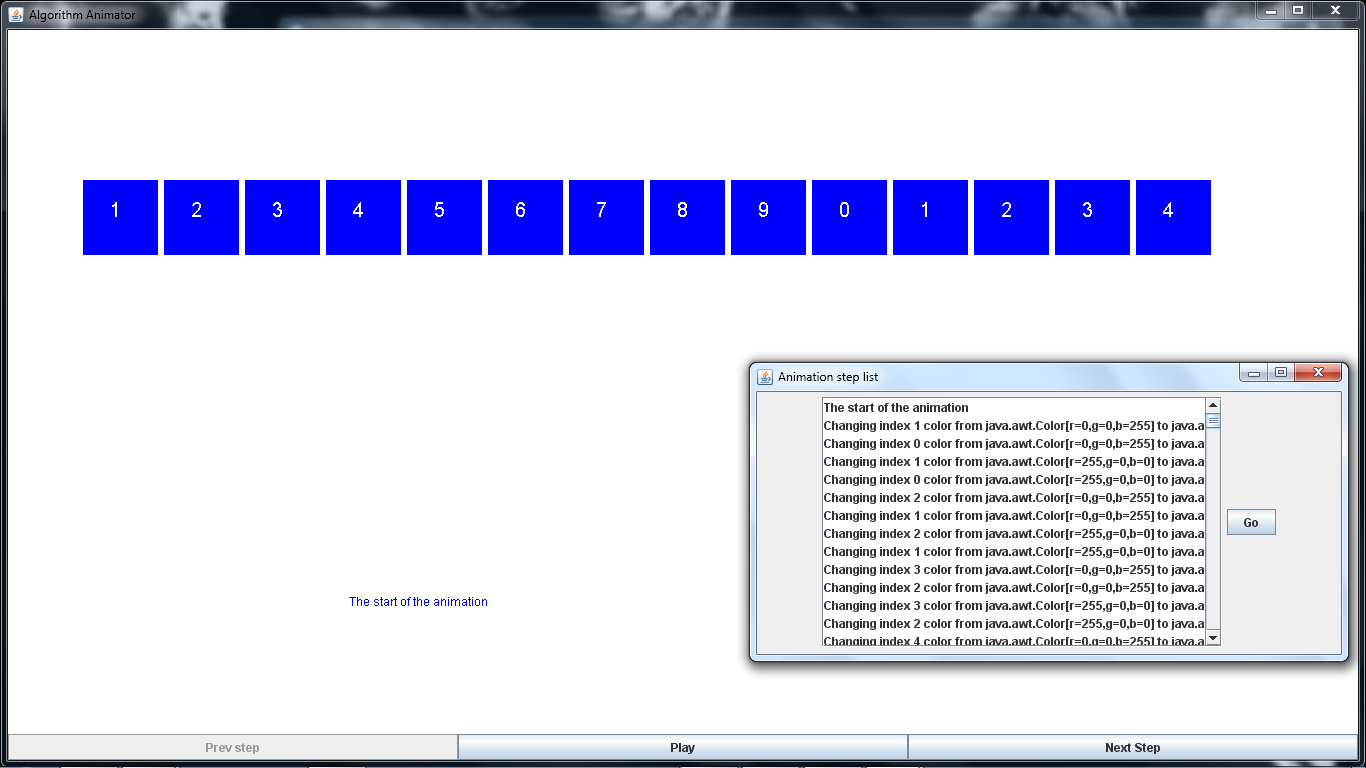 Algorithm Animator
1 2 3 4 5 6 7 8 9 0 1 2 3 4
Animation step list
The start of the animation
Changing index 1 color from java.awt.Color[r=0,g=0,b=255] to java.a
Changing index 0 color from java.awt.Color[r=0,g=0,b=255] to java.a
Changing index 1 color from java.awt.Color[r=255,g=0,b=0] to java.a
Changing index 0 color from java.awt.Color[r=255,g=0,b=0] to java.a
Changing index 2 color from java.awt.Color[r=0,g=0,b=255] to java.a
Changing index 1 color from java.awt.Color[r=0,g=0,b=255] to java.a
Changing index 2 color from java.awt.Color[r=255,g=0,b=0] to java.a
Changing index 1 color from java.awt.Color[r=255,g=0,b=0] to java.a
Changing index 3 color from java.awt.Color[r=0,g=0,b=255] to java.a
Changing index 2 color from java.awt.Color[r=0,g=0,b=255] to java.a
Changing index 3 color from java.awt.Color[r=255,g=0,b=0] to java.a
Changing index 2 color from java.awt.Color[r=255,g=0,b=0] to java.a
Changing index 4 color from java.awt.Color[r=0,g=0,b=255] to java.a
Go
The start of the animation
Prev step
Play
Next Step